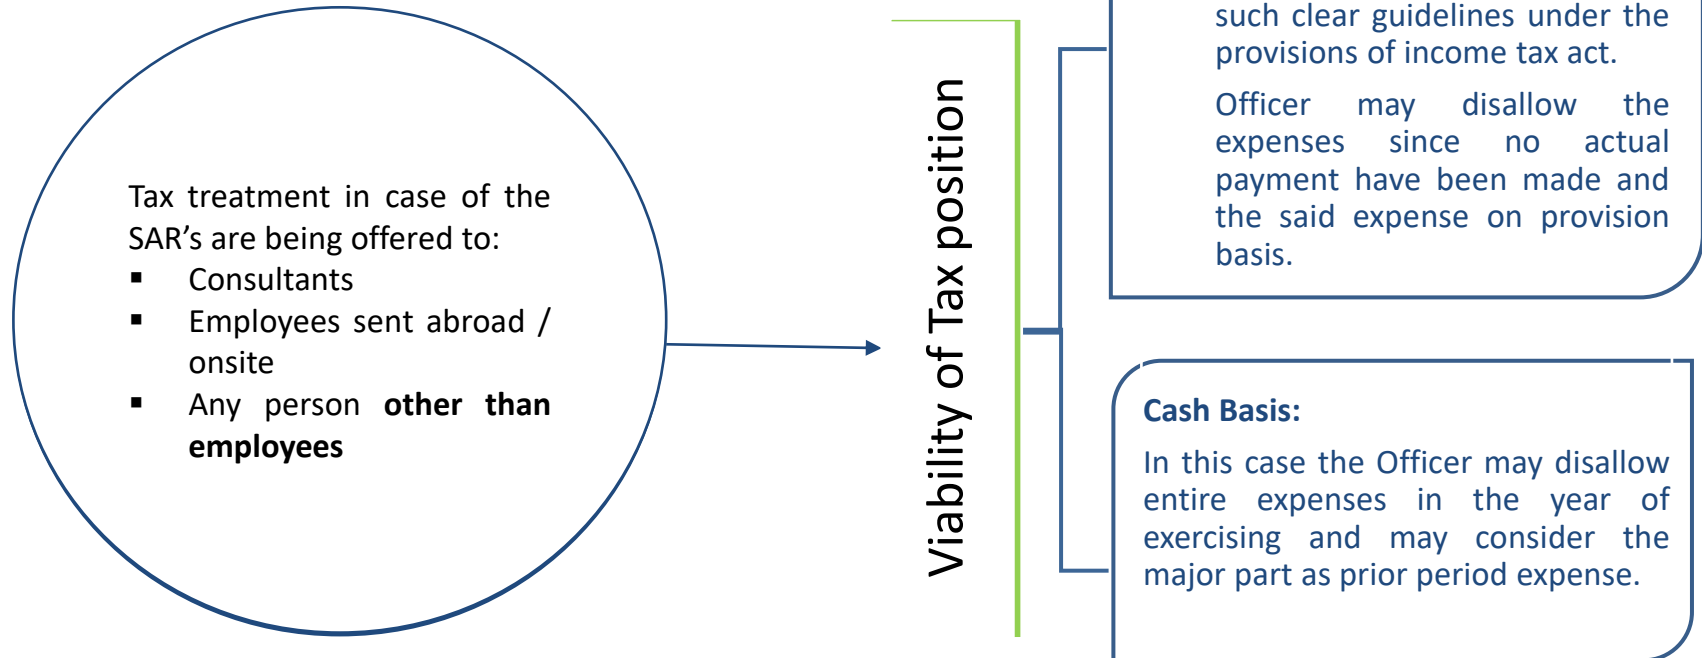 Tax treatment in case of the
SAR’s are being offered to:
▪ Consultants
▪ Employees sent abroad /
onsite
▪ Any person other than
employees
Viability of Tax position
such clear guidelines under the
provisions of income tax act.
Officer may disallow the
expenses since no actual
payment have been made and
the said expense on provision
basis.
Cash Basis:
In this case the Officer may disallow
entire expenses in the year of
exercising and may consider the
major part as prior period expense.